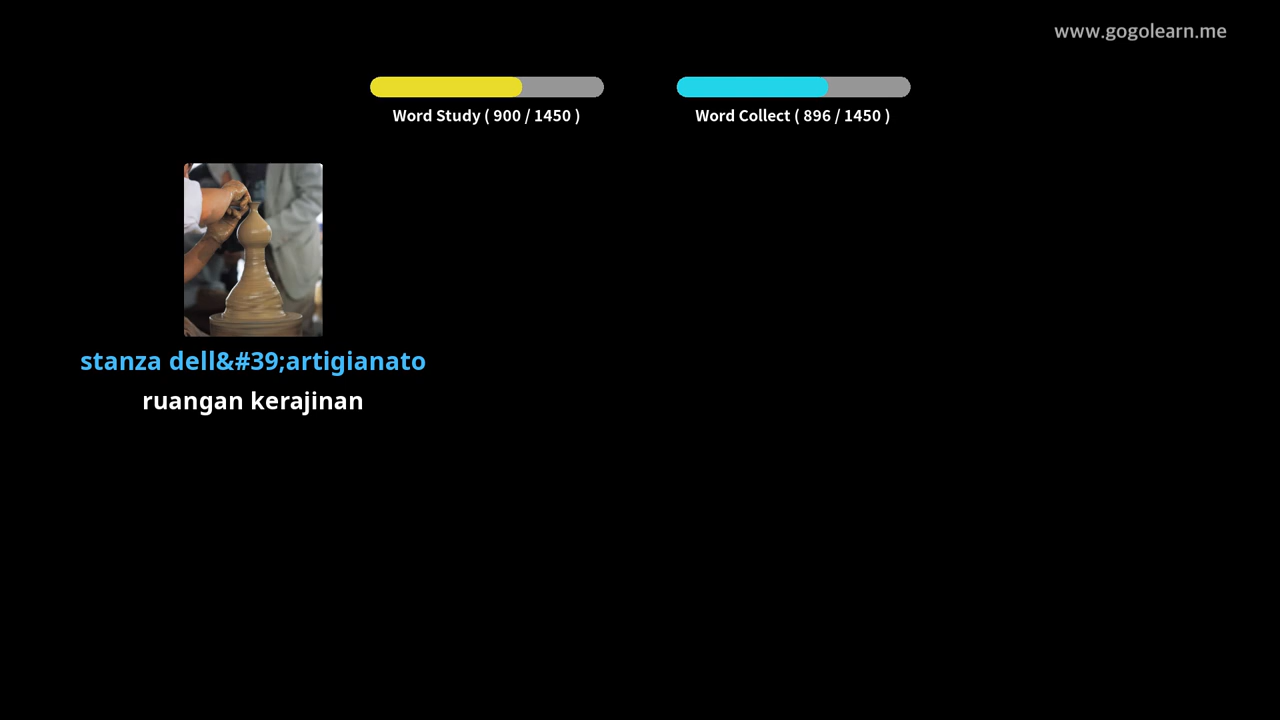 www.gogolearn.me
Word Study ( 900 / 1450 )
Word Collect ( 896 / 1450 )
stanza dell&#39;artigianato
ruangan kerajinan